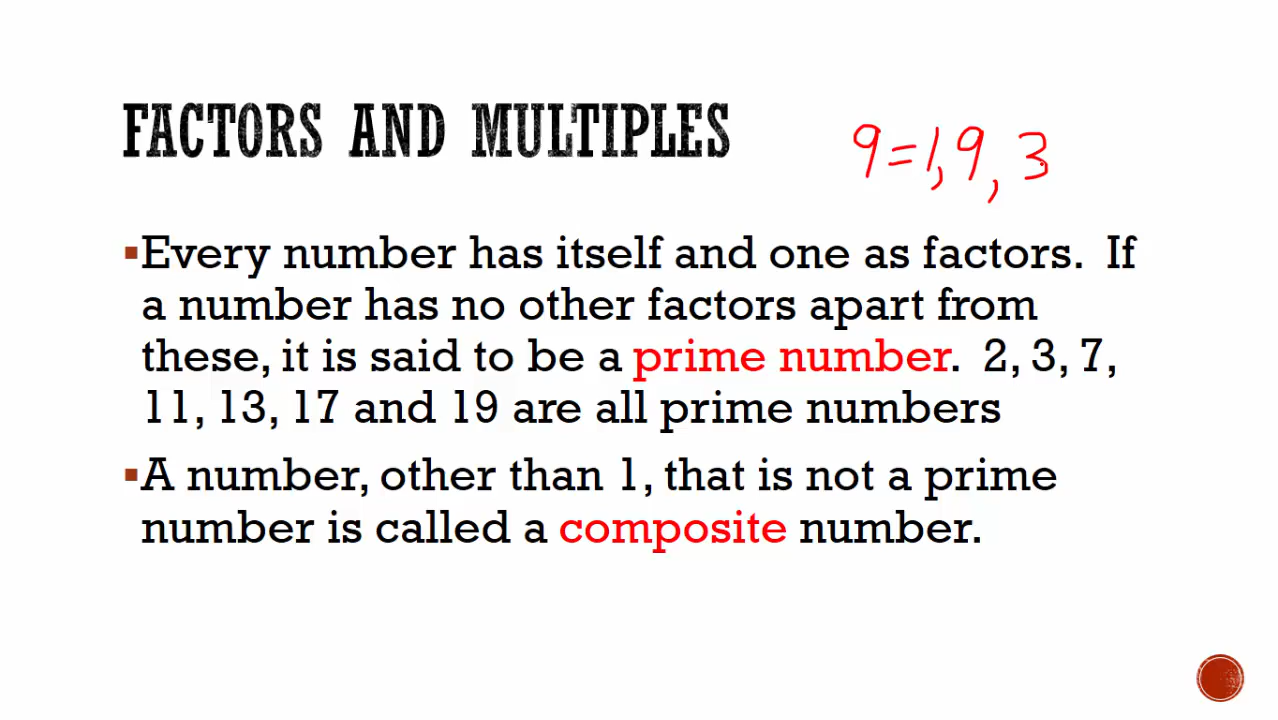 FACTORS AND MULTIPLES
9=1,9,3
▪Every number has itself and one as factors. If
a number has no other factors apart from
these, it is said to be a prime number. 2, 3, 7,
11, 13, 17 and 19 are all prime numbers
▪A number, other than 1, that is not a prime
number is called a composite number.